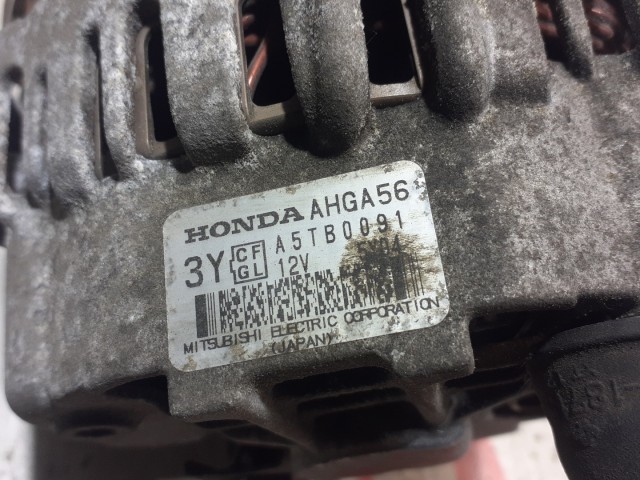 HONDA AHGA56
3Y CF GL A5TB0091
12V
MITSUBISHI ELECTRIC CORPORATION
(JAPAN)